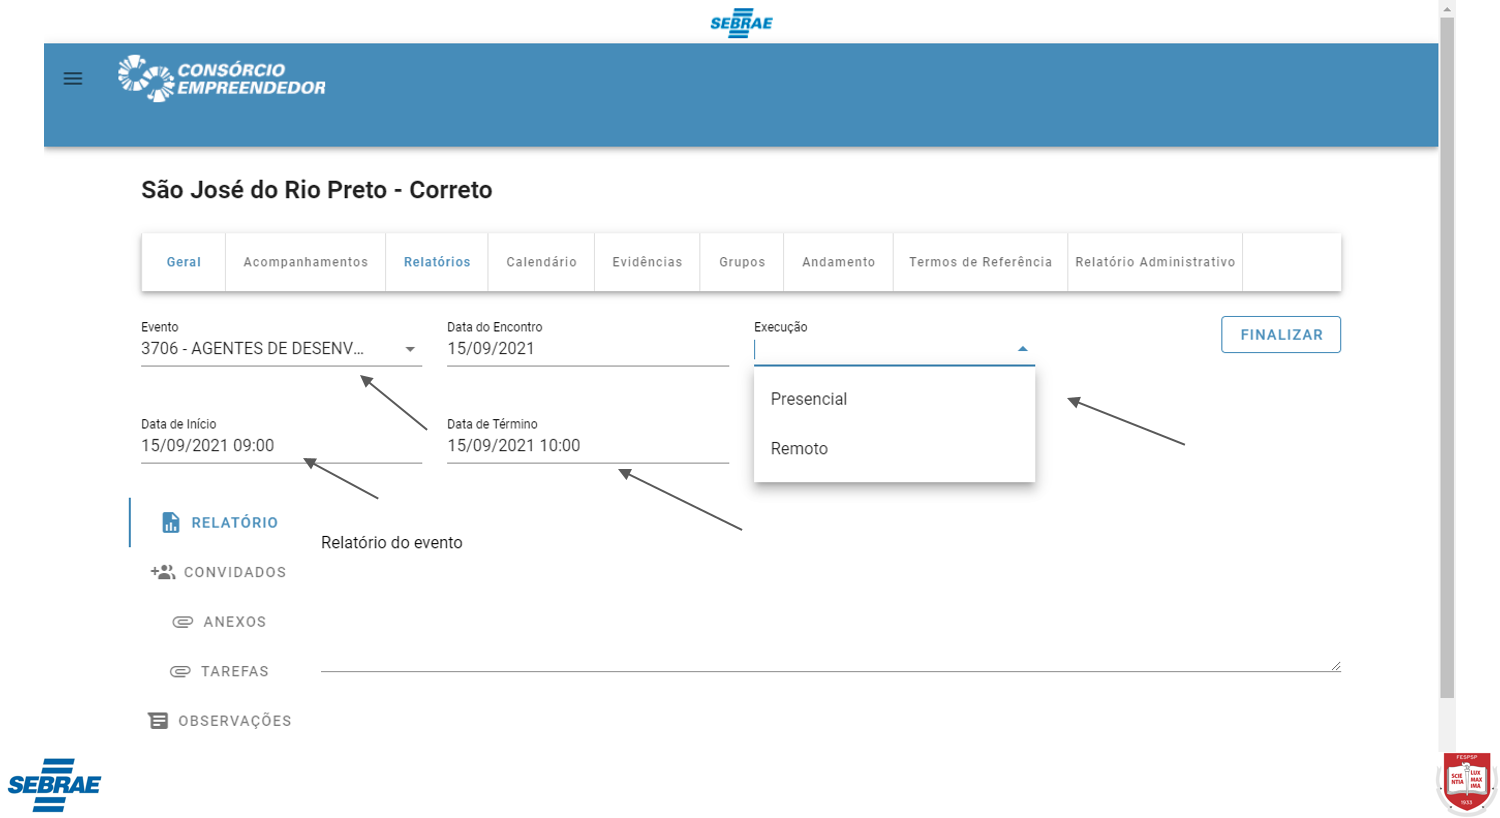 SEBRAE
CONSÓRCIO
EMPREENDEDOR
São José do Rio Preto - Correto
Geral
Acompanhamentos
Relatórios
Calendário
Evidências
Grupos
Andamento
Termos de Referência
Relatório Administrativo
Evento
3706 - AGENTES DE DESENV...
Data do Encontro
15/09/2021
Execução
FINALIZAR
Presencial
Remoto
Data de Início
15/09/2021 09:00
Data de Término
15/09/2021 10:00
RELATÓRIO
Relatório do evento
CONVIDADOS
ANEXOS
TAREFAS
OBSERVAÇÕES
SEBRAE
FESPSP
SCIE
NTIA
LUX
MAX
IMA
1933